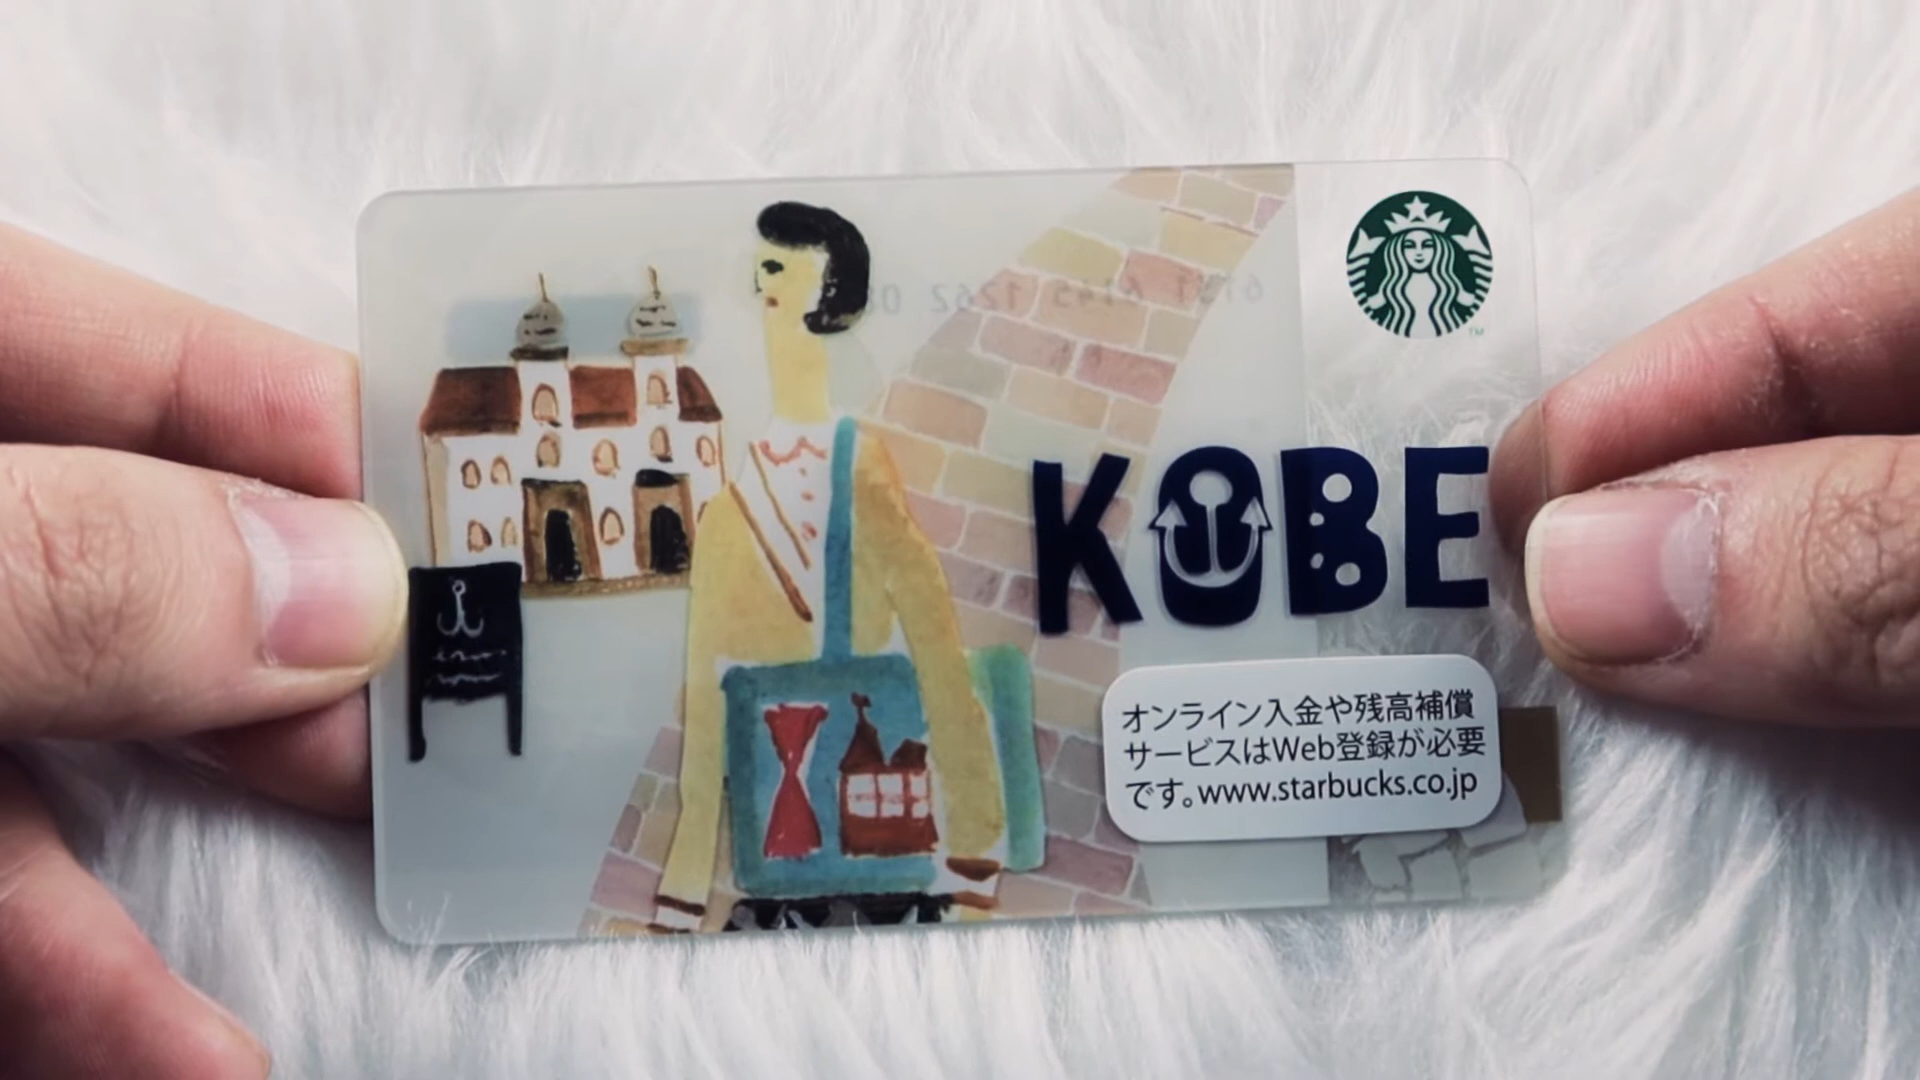 KOBE
オンライン入金や残高補償
サービスはWeb登録が必要
です。www.starbucks.co.jp
TM